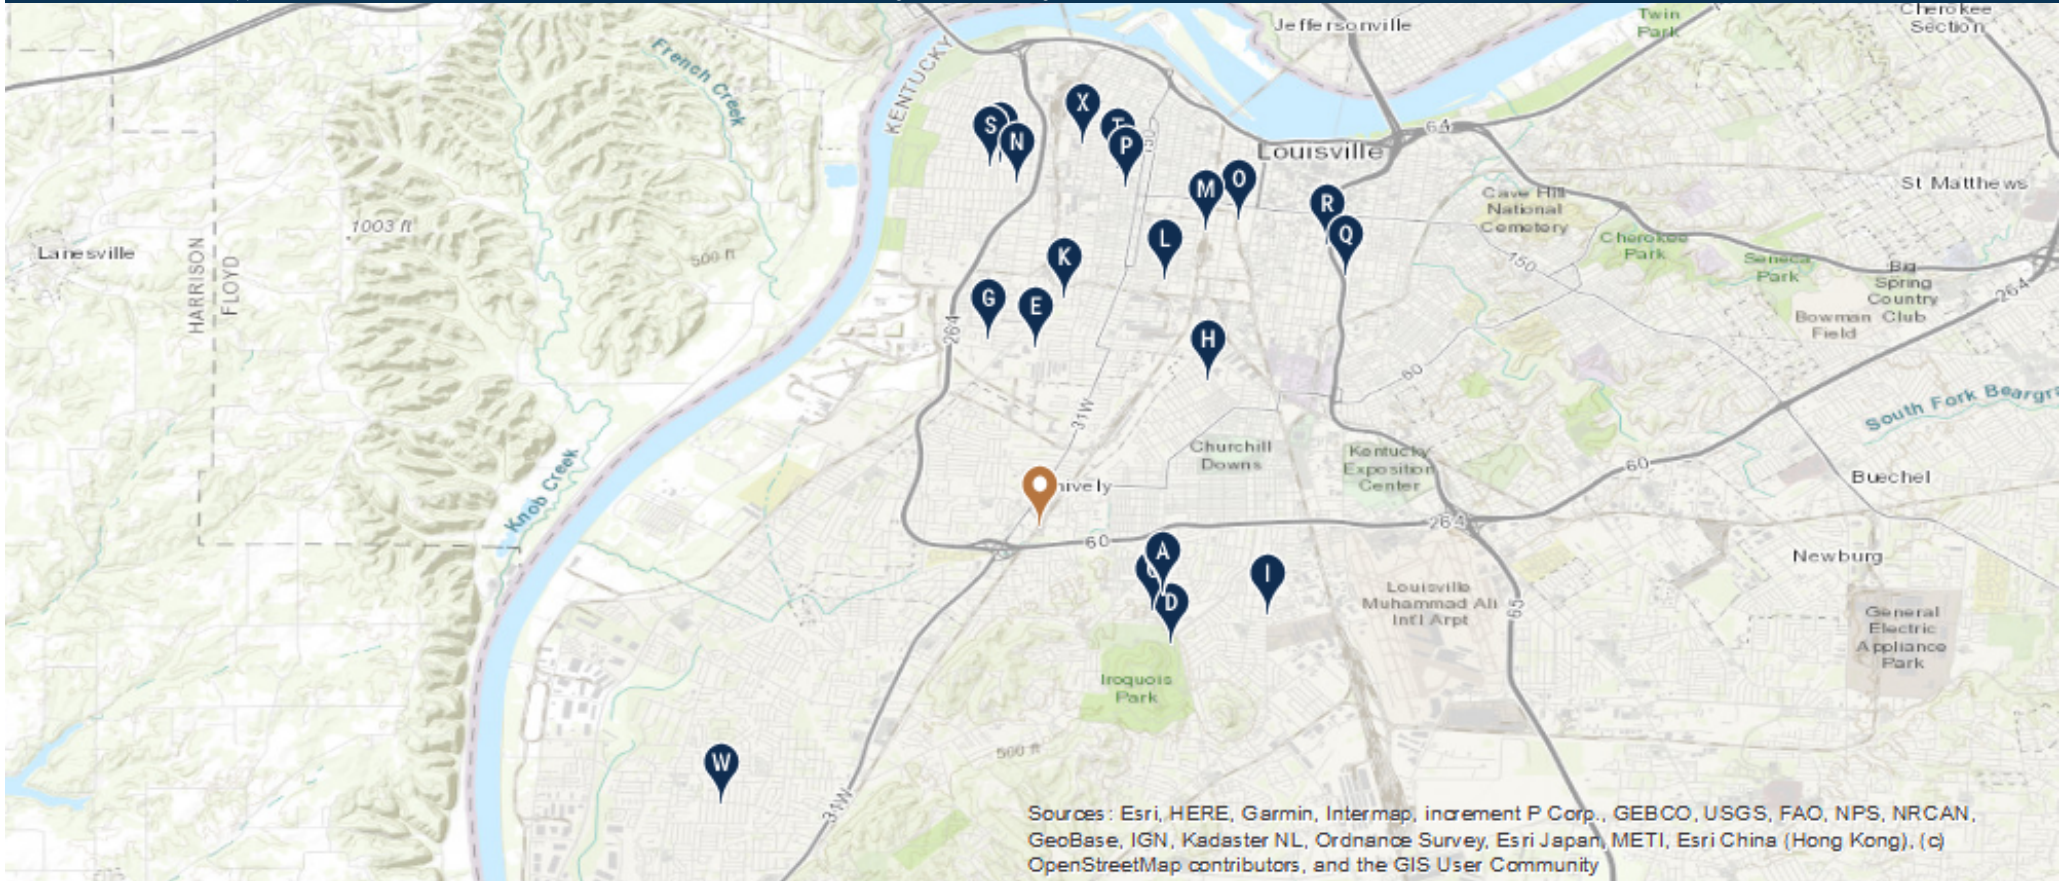 Jeffersonville
Twin
Park
Cherokee
Section
French Creek
KENTUCKY
X
S
N
T
P
150
64
Louisville
M
O
R
Q
St Matthews
Cave Hill
National
Cemetery
Cherokee
Park
Seneca
Park
150
Big
Spring
Country
Club
Bowman
Field
264
1003 ft
Lanesville
HARRISON
FLOYD
500 ft
L
K
G
E
264
H
60
South Fork Beargra
31W
Churchill
Downs
Kentucky
Exposition
Center
60
Buechel
hively
Knob Creek
264
60
A
D
I
Newburg
Louisville
Muhammad Ali
Int'l Arpt
65
General
Electric
Appliance
Park
Iroquois
Park
500 ft
W
31W
Sources: Esri, HERE, Garmin, Intermap, increment P Corp., GEBCO, USGS, FAO, NPS, NRCAN,
GeoBase, IGN, Kadaster NL, Ordnance Survey, Esri Japan, METI, Esri China (Hong Kong), (c)
OpenStreetMap contributors, and the GIS User Community